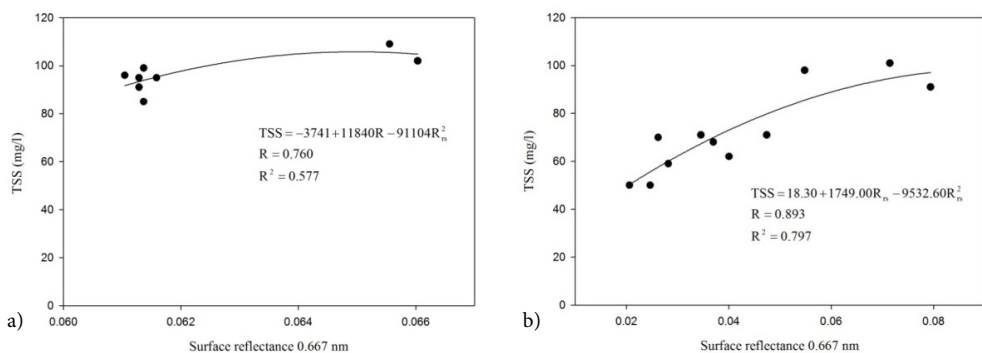 120
100
80
60
40
20
0
TSS (mg/l)
TSS = −3741+11840R −91104R²rs
R = 0.760
R² = 0.577
0.060
0.062
0.064
0.066
Surface reflectance 0.667 nm
a)
120
100
80
60
40
20
0
TSS (mg/l)
TSS = 18.30+1749.00Rrs −9532.60R²rs
R = 0.893
R² = 0.797
0.02
0.04
0.06
0.08
Surface reflectance 0.667 nm
b)